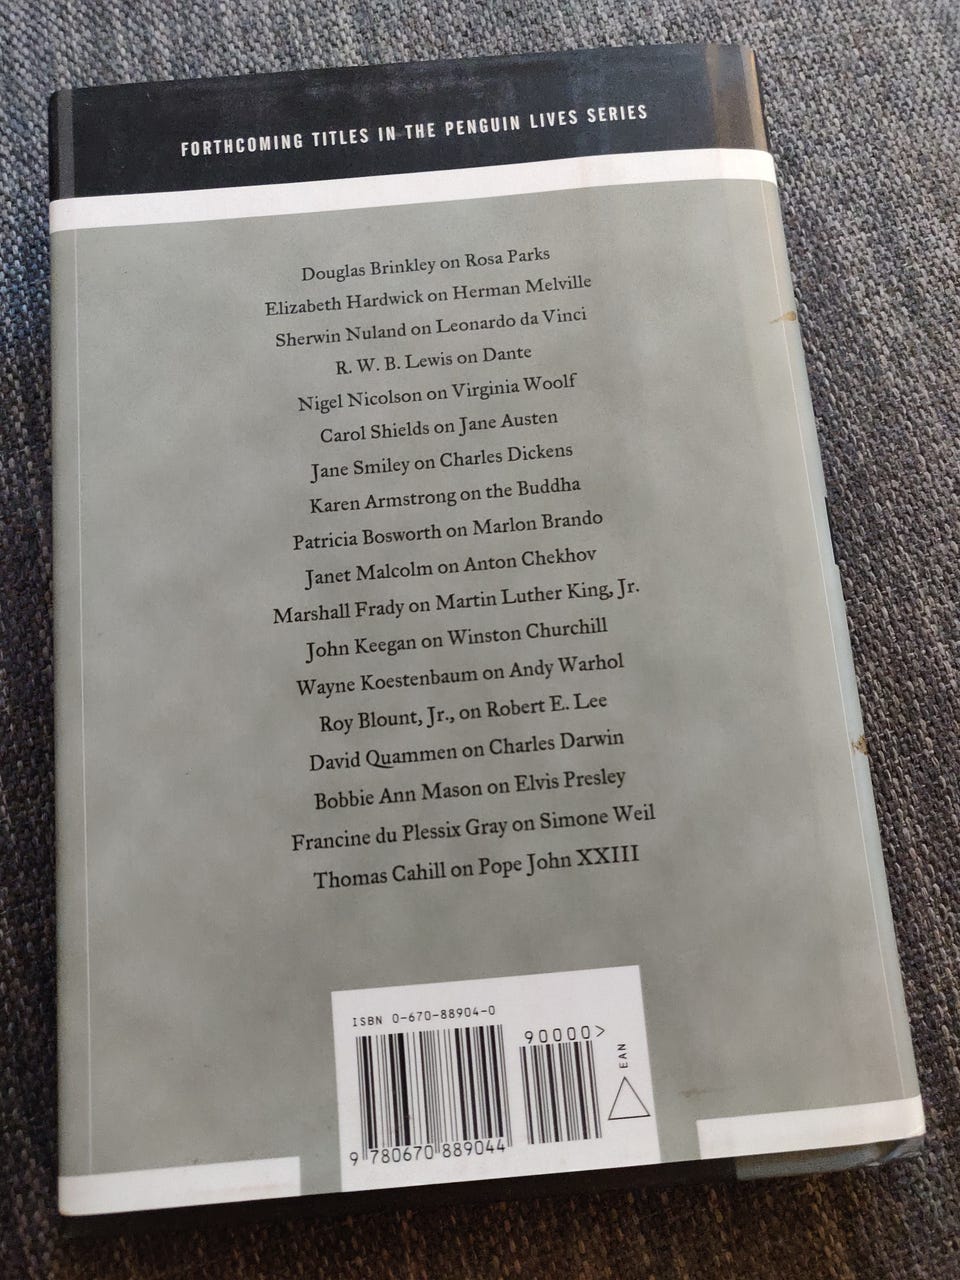 FORTHCOMING TITLES IN THE PENGUIN LIVES SERIES
Douglas Brinkley on Rosa Parks
Elizabeth Hardwick on Herman Melville
Sherwin Nuland on Leonardo da Vinci
R. W. B. Lewis on Dante
Nigel Nicolson on Virginia Woolf
Carol Shields on Jane Austen
Jane Smiley on Charles Dickens
Karen Armstrong on the Buddha
Patricia Bosworth on Marlon Brando
Janet Malcolm on Anton Chekhov
Marshall Frady on Martin Luther King, Jr.
John Keegan on Winston Churchill
Wayne Koestenbaum on Andy Warhol
Roy Blount, Jr., on Robert E. Lee
David Quammen on Charles Darwin
Bobbie Ann Mason on Elvis Presley
Francine du Plessix Gray on Simone Weil
Thomas Cahill on Pope John XXIII
ISBN 0-670-88904-0
90000>
EAN
9 780670 889044